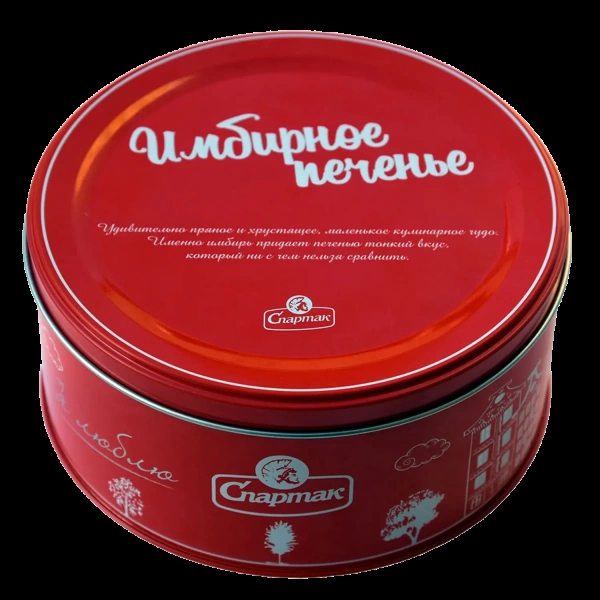 Имбирное
печенье
Удивительно пряное и хрустящее, маленькое кулинарное чудо.
Именно имбирь придает печенью тонкий вкус,
который ни с чем нельзя сравнить.
Спартак
люблю
Спартак